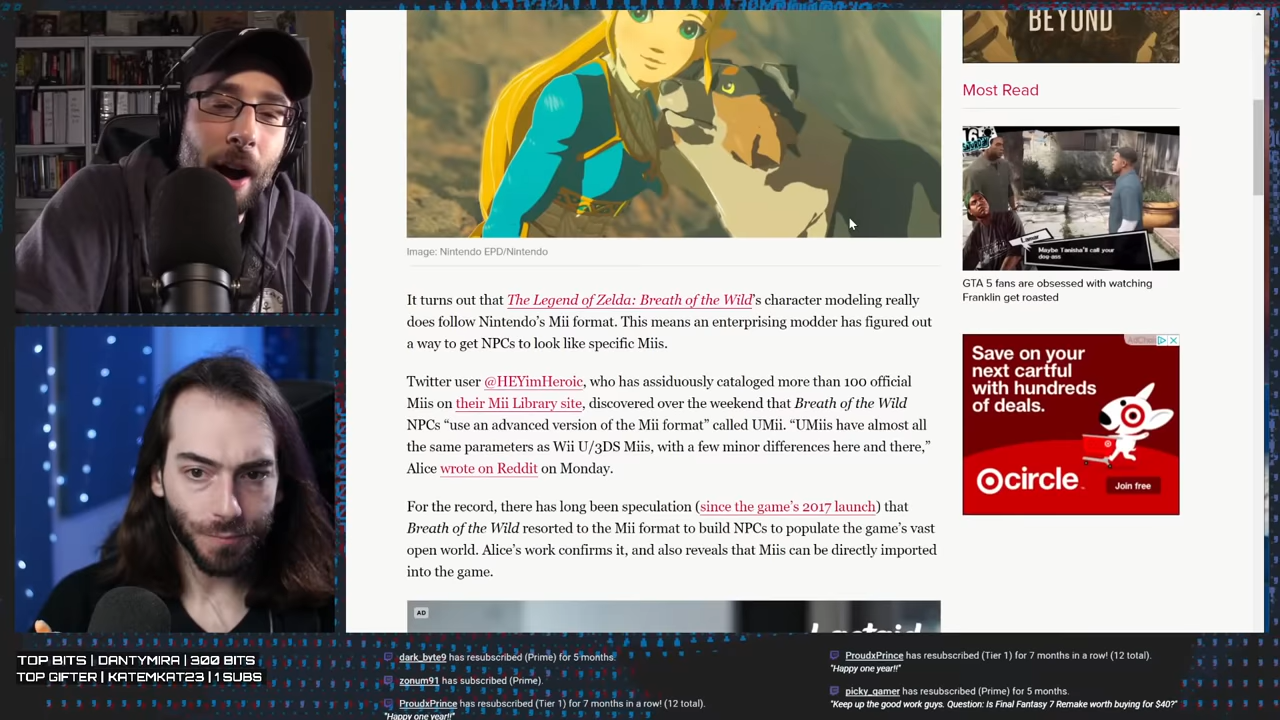 BEYOND
Most Read
Maybe Tanisha'll call your
dog-ass
GTA 5 fans are obsessed with watching
Franklin get roasted
Save on your
next cartful
with hundreds
of deals.
circle
Join free
Image: Nintendo EPD/Nintendo
It turns out that The Legend of Zelda: Breath of the Wild's character modeling really
does follow Nintendo's Mii format. This means an enterprising modder has figured out
a way to get NPCs to look like specific Miis.
Twitter user @HEYimHeroic, who has assiduously cataloged more than 100 official
Miis on their Mii Library site, discovered over the weekend that Breath of the Wild
NPCs “use an advanced version of the Mii format” called UMii. “UMiis have almost all
the same parameters as Wii U/3DS Miis, with a few minor differences here and there,”
Alice wrote on Reddit on Monday.
For the record, there has long been speculation (since the game's 2017 launch) that
Breath of the Wild resorted to the Mii format to build NPCs to populate the game's vast
open world. Alice's work confirms it, and also reveals that Miis can be directly imported
into the game.
AD
TOP BITS | DANTYMIRA | 300 BITS
TOP GIFTER | KATEMKAT23 | 1 SUBS
dark_byte9 has resubscribed (Prime) for 5 months.
zonum91 has subscribed (Prime).
ProudxPrince has resubscribed (Tier 1) for 7 months in a row! (12 total).
"Happy one year!!"
ProudxPrince has resubscribed (Tier 1) for 7 months in a row! (12 total).
"Happy one year!!"
picky_gamer has resubscribed (Prime) for 5 months.
"Keep up the good work guys. Question: Is Final Fantasy 7 Remake worth buying for $40?"